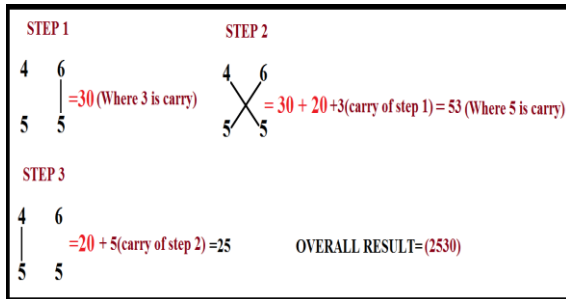 STEP 1
4 6
=30 (Where 3 is carry)
5 5
STEP 2
4 6
= 30 + 20 +3(carry of step 1) = 53 (Where 5 is carry)
5 5
STEP 3
4 6
=20 + 5(carry of step 2) =25
5 5
OVERALL RESULT= (2530)